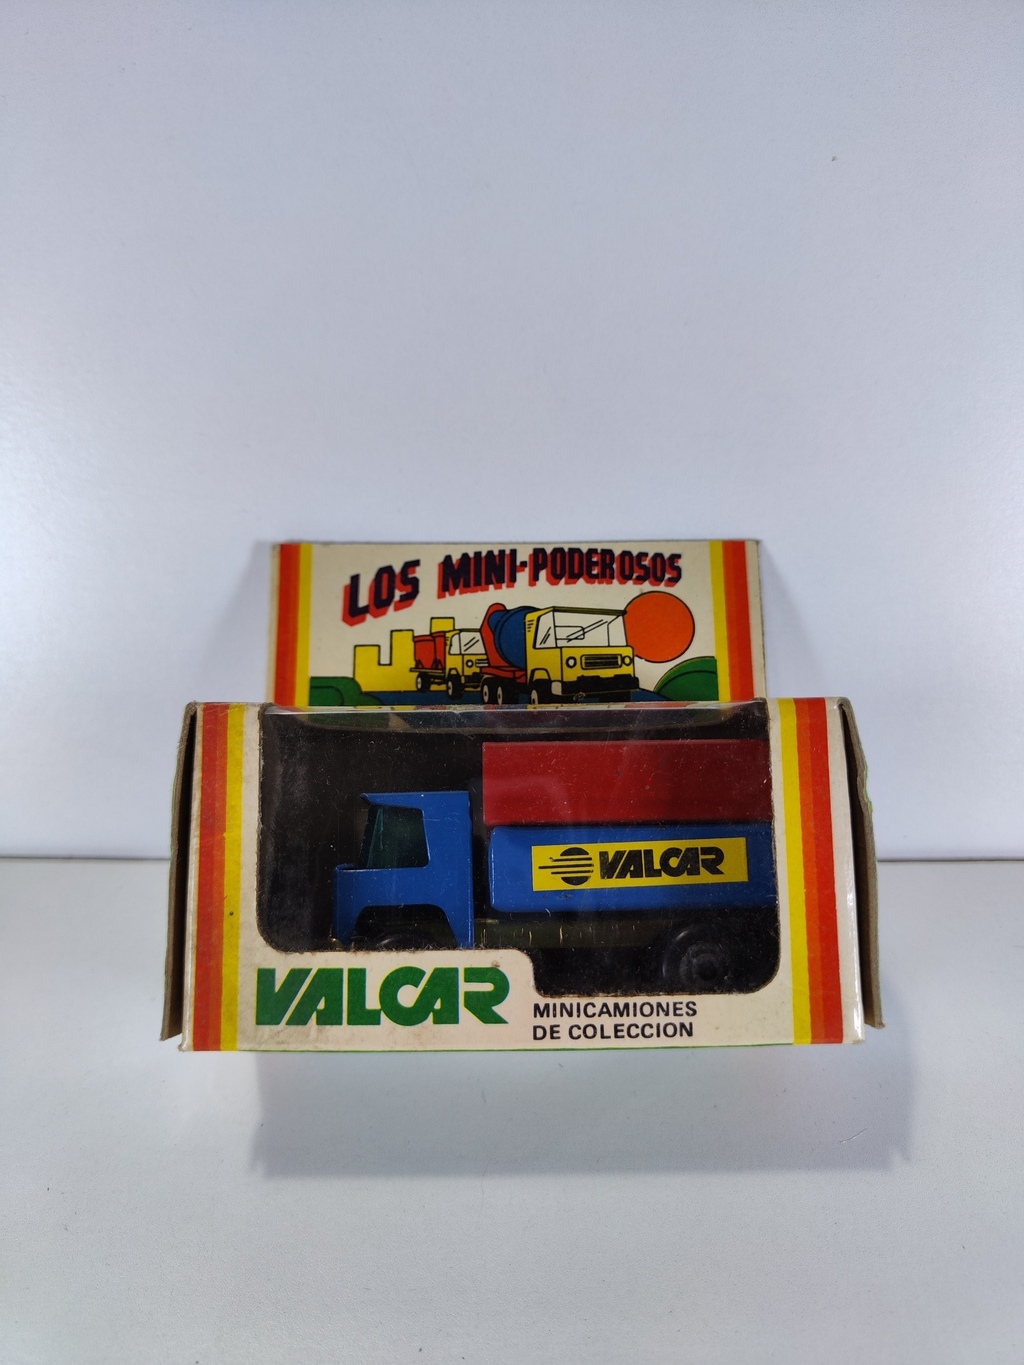 LOS MINI-PODEROSOS
VALCAR
VALCAR
MINICAMIONES
DE COLECCION